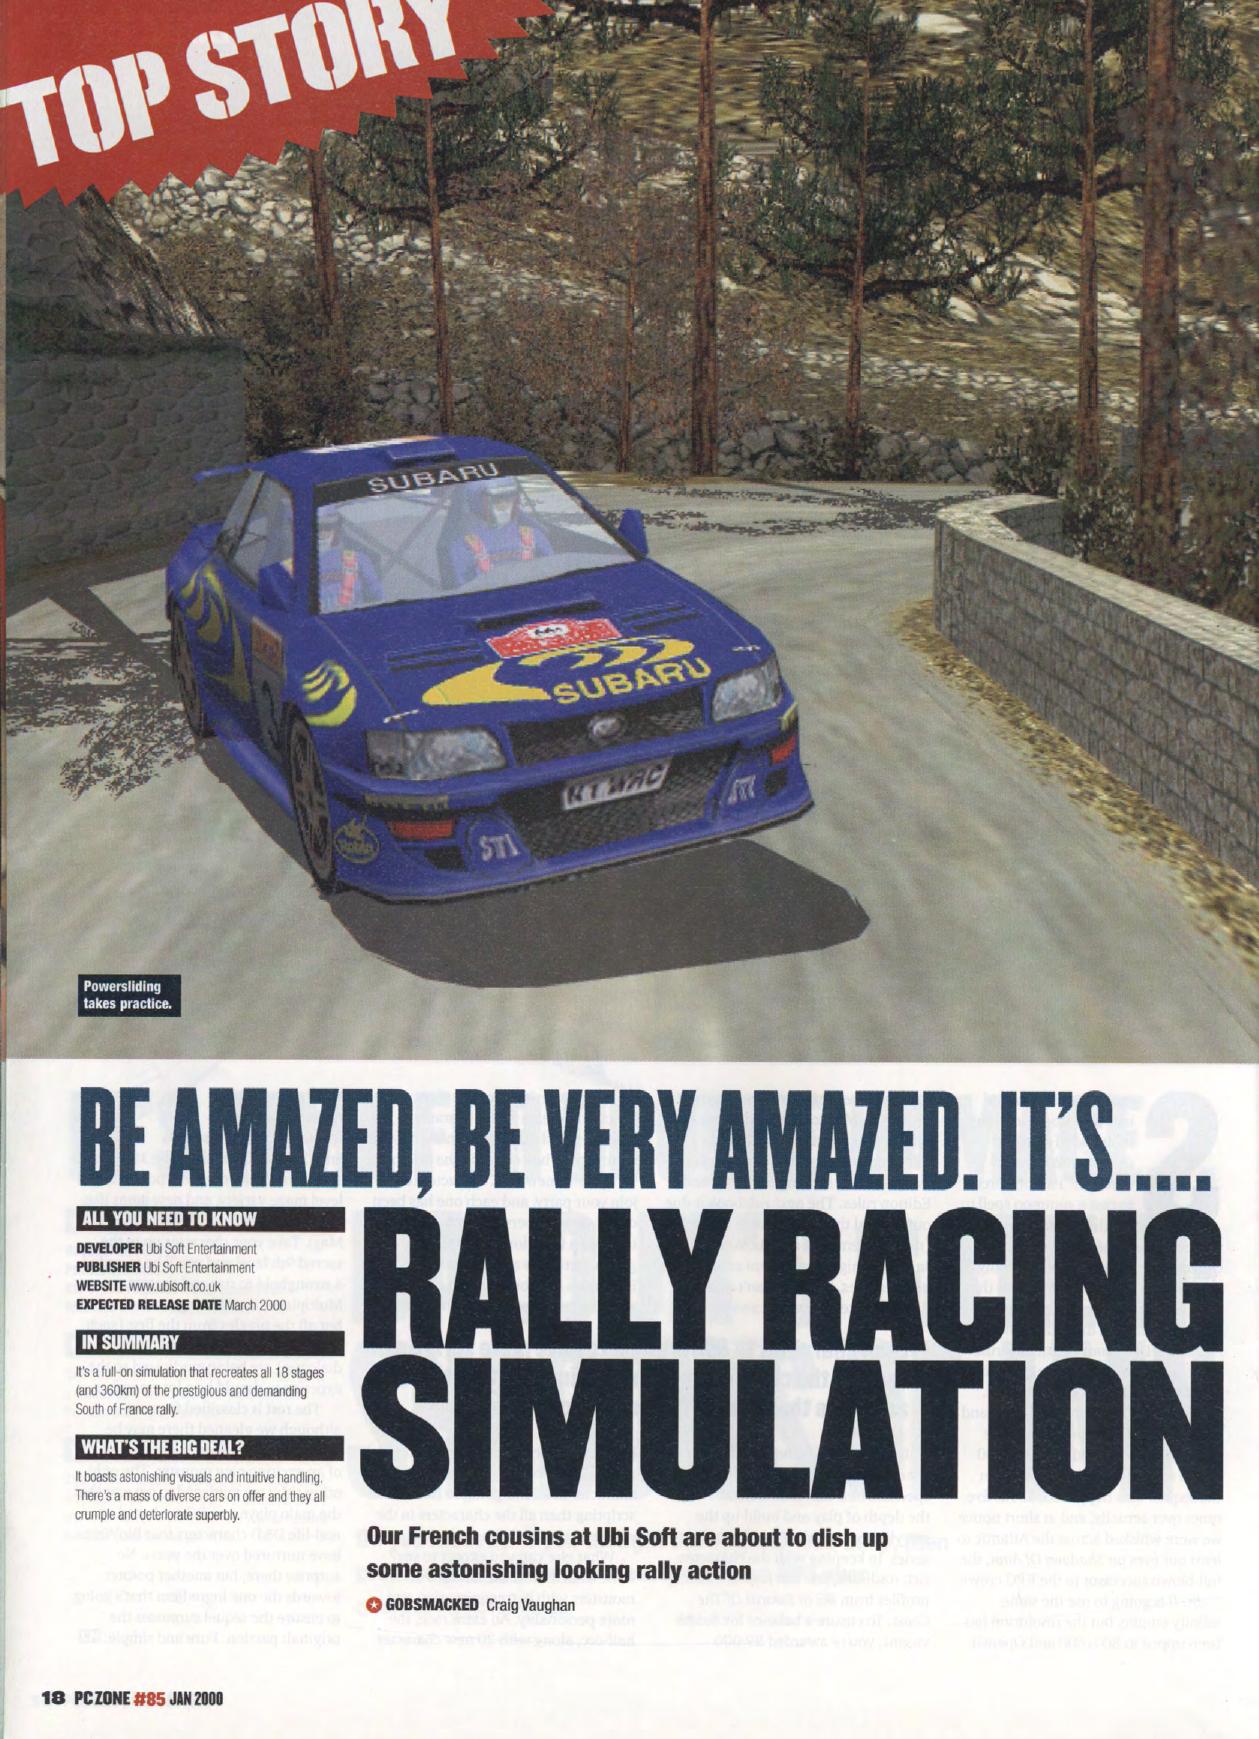 TOP STORY
SUBARU
SUBARU
STI
STI
Powersliding
takes practice.
BE AMAZED BE VERY AMAZED IT'S.....
RALLY RACING
SIMULATION
ALL YOU NEED TO KNOW
DEVELOPER Ubi Soft Entertainment
PUBLISHER Ubi Soft Entertainment
WEBSITE www.ubisoft.co.uk
EXPECTED RELEASE DATE March 2000
IN SUMMARY
It's a full-on simulation that recreates all 18 stages
(and 360km) of the prestigious and demanding
South of France rally.
WHAT'S THE BIG DEAL?
It boasts astonishing visuals and intuitive handling.
There's a mass of diverse cars on offer and they all
crumple and deteriorate superbly.
Our French cousins at Ubi Soft are about to dish up
some astonishing looking rally action
GOBSMACKED Craig Vaughan
18 PCZONE #85 JAN 2000